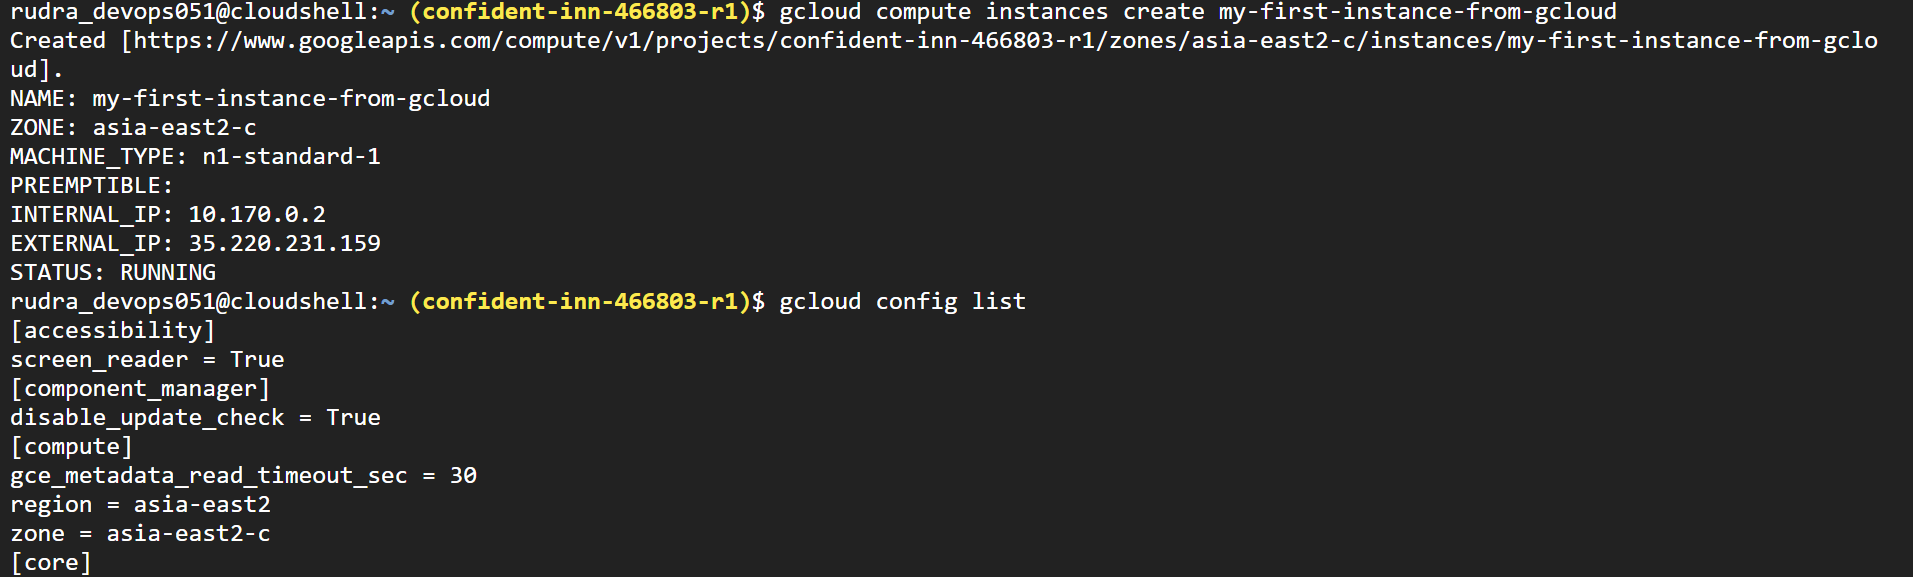 rudra_devops051@cloudshell:~ (confident-inn-466803-r1)$ gcloud compute instances create my-first-instance-from-gcloud
Created [https://www.googleapis.com/compute/v1/projects/confident-inn-466803-r1/zones/asia-east2-c/instances/my-first-instance-from-gclo
ud].
NAME: my-first-instance-from-gcloud
ZONE: asia-east2-c
MACHINE_TYPE: n1-standard-1
PREEMPTIBLE:
INTERNAL_IP: 10.170.0.2
EXTERNAL_IP: 35.220.231.159
STATUS: RUNNING
rudra_devops051@cloudshell:~ (confident-inn-466803-r1)$ gcloud config list
[accessibility]
screen_reader = True
[component_manager]
disable_update_check = True
[compute]
gce_metadata_read_timeout_sec = 30
region = asia-east2
zone = asia-east2-c
[core]